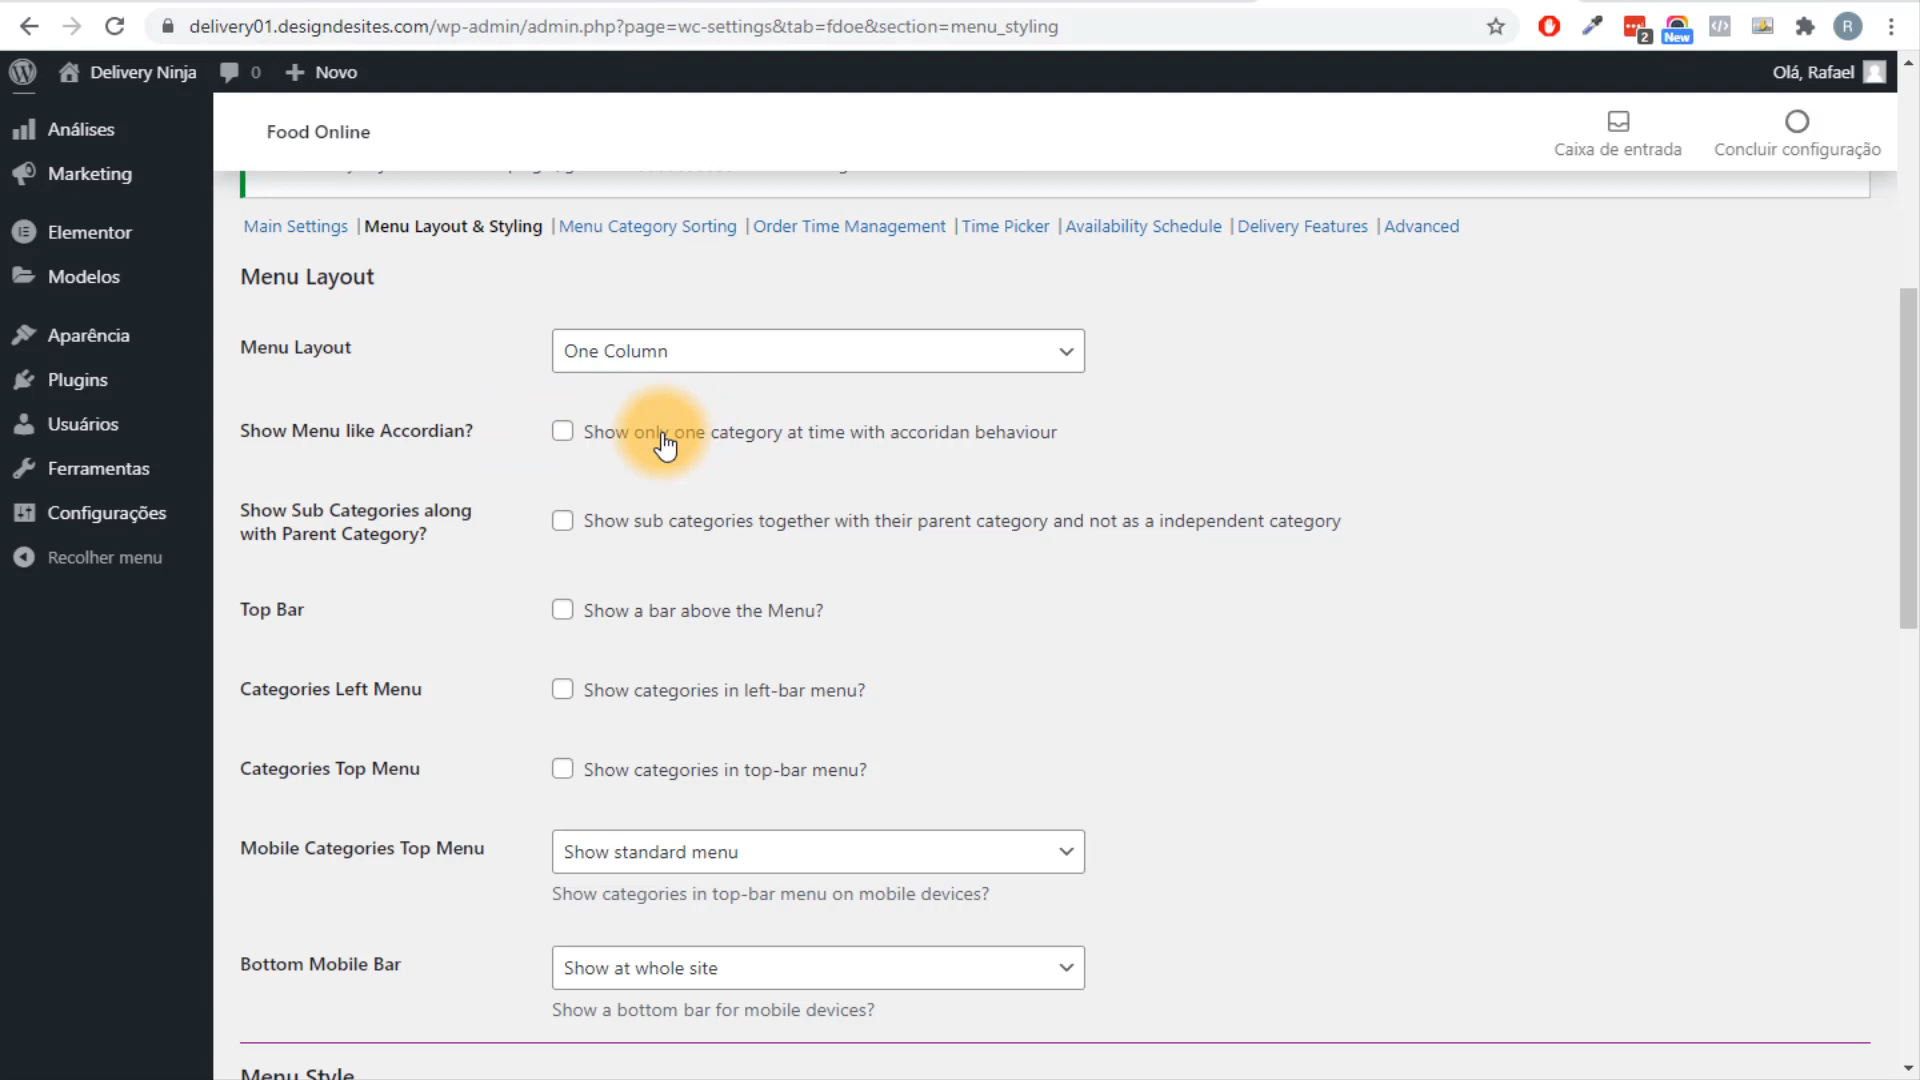 delivery01.designdesites.com/wp-admin/admin.php?page=wc-settings&tab=fdoe&section=menu_styling
2
New
R
Delivery Ninja
0
Novo
Olá, Rafael
Análises
Marketing
Elementor
Modelos
Aparência
Plugins
Usuários
Ferramentas
Configurações
Recolher menu
Food Online
Caixa de entrada
Concluir configuração
Main Settings | Menu Layout & Styling | Menu Category Sorting | Order Time Management | Time Picker | Availability Schedule | Delivery Features | Advanced
Menu Layout
Menu Layout
One Column
Show Menu like Accordian?
Show only one category at time with accoridan behaviour
Show Sub Categories along
with Parent Category?
Show sub categories together with their parent category and not as a independent category
Top Bar
Show a bar above the Menu?
Categories Left Menu
Show categories in left-bar menu?
Categories Top Menu
Show categories in top-bar menu?
Mobile Categories Top Menu
Show standard menu
Show categories in top-bar menu on mobile devices?
Bottom Mobile Bar
Show at whole site
Show a bottom bar for mobile devices?
Menu Style